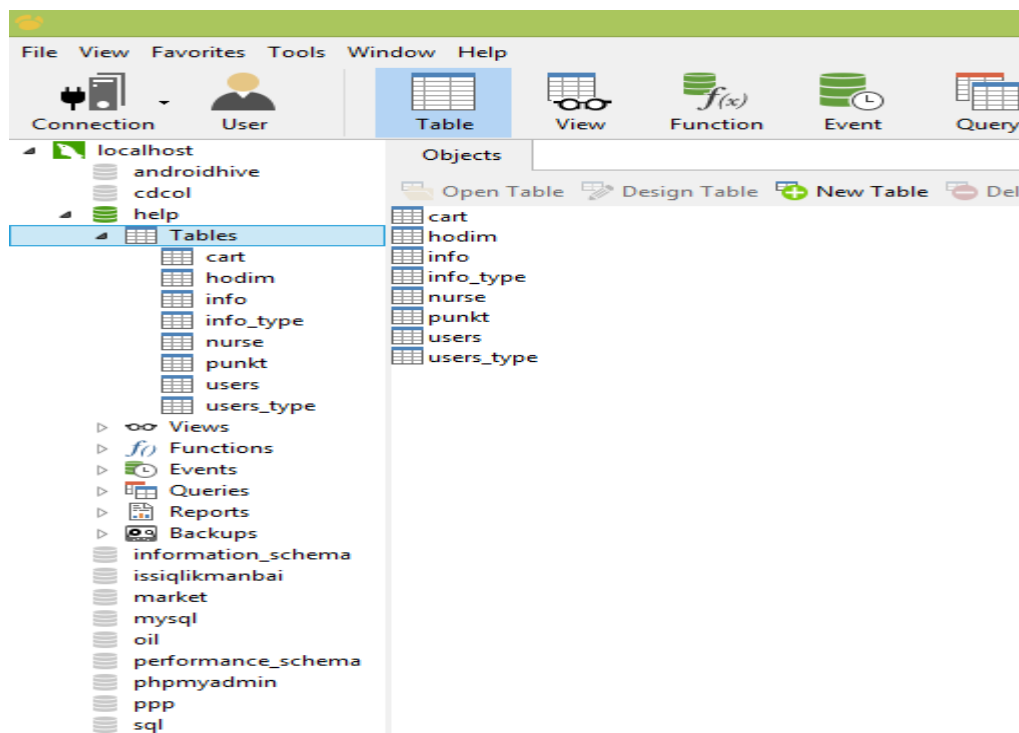 File View Favorites Tools Window Help
Connection User Table View Function Event Query
localhost
androidhive
cdcol
help
Tables
cart
hodim
info
info_type
nurse
punkt
users
users_type
Views
Functions
Events
Queries
Reports
Backups
information_schema
issiqlikmanbai
market
mysql
oil
performance_schema
phpmyadmin
ppp
sql
Objects
Open Table Design Table New Table Del
cart
hodim
info
info_type
nurse
punkt
users
users_type